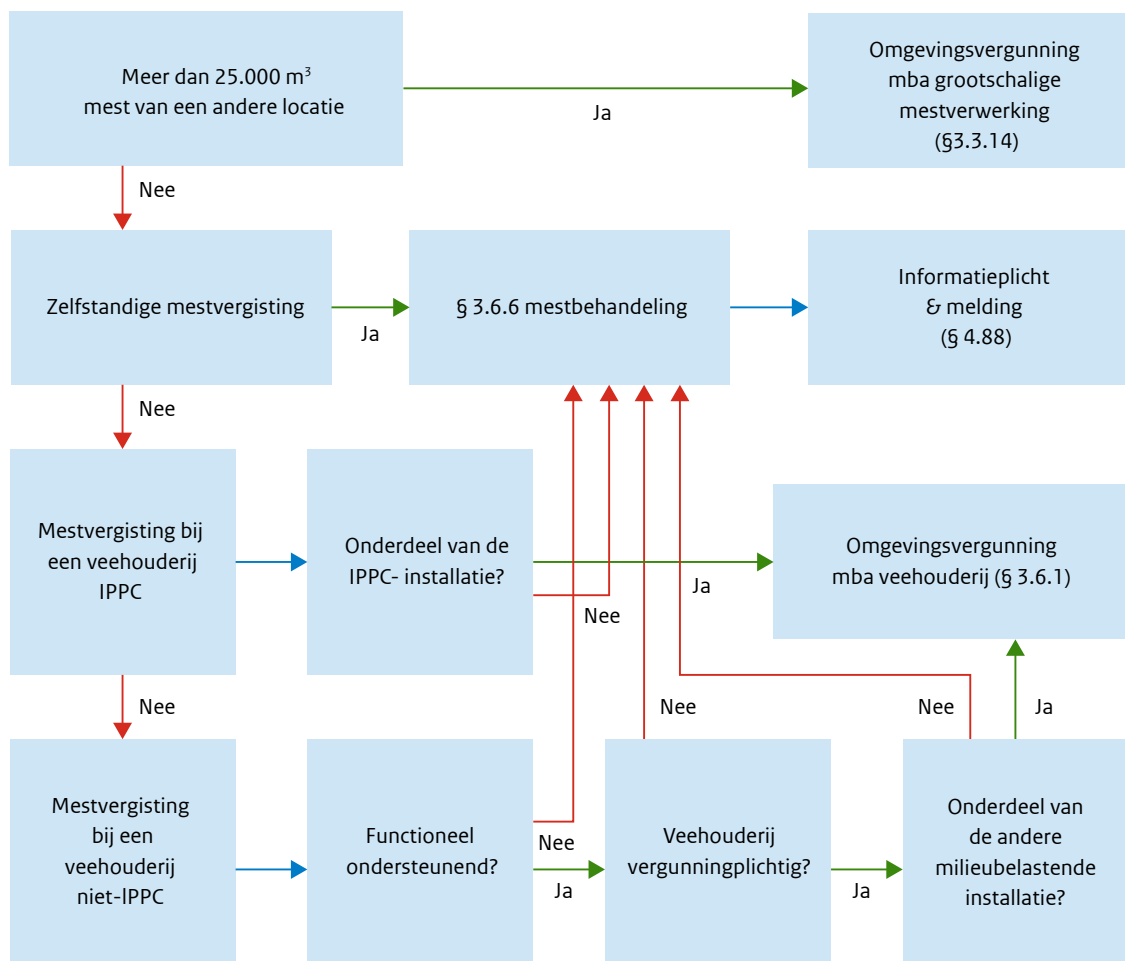 Meer dan 25.000 m³
mest van een andere locatie
Ja
Omgevingsvergunning
mba grootschalige
mestverwerking
(§3.3.14)
Nee
Zelfstandige mestvergisting
Ja
§ 3.6.6 mestbehandeling
Informatieplicht
& melding
(§ 4.88)
Nee
Mestvergisting bij
een veehouderij
IPPC
Onderdeel van de
IPPC- installatie?
Ja
Nee
Omgevingsvergunning
mba veehouderij (§ 3.6.1)
Nee
Nee
Nee
Ja
Mestvergisting
bij een
veehouderij
niet-IPPC
Functioneel
ondersteunend?
Nee
Ja
Veehouderij
vergunningplichtig?
Ja
Onderdeel van
de andere
milieubelastende
installatie?